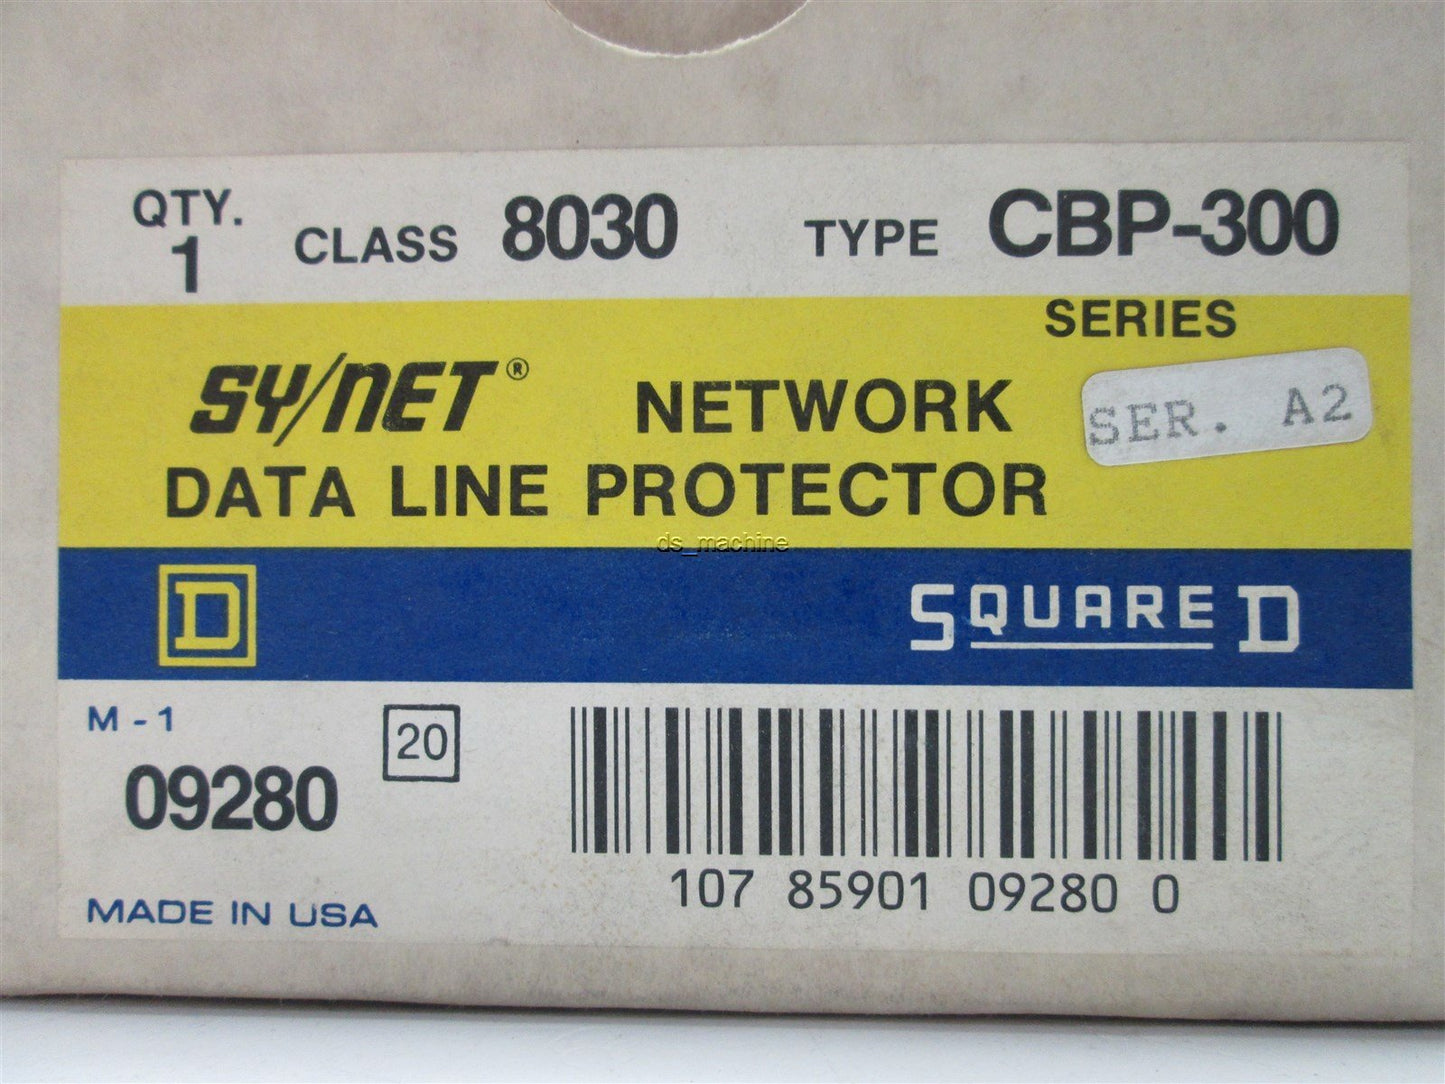 QTY.
1
CLASS 8030 TYPE CBP-300
SERIES
SER. A2
SY/NET® NETWORK
DATA LINE PROTECTOR
ds_machine
D
SQUARE D
M - 1
20
09280
107 85901 09280 0
MADE IN USA